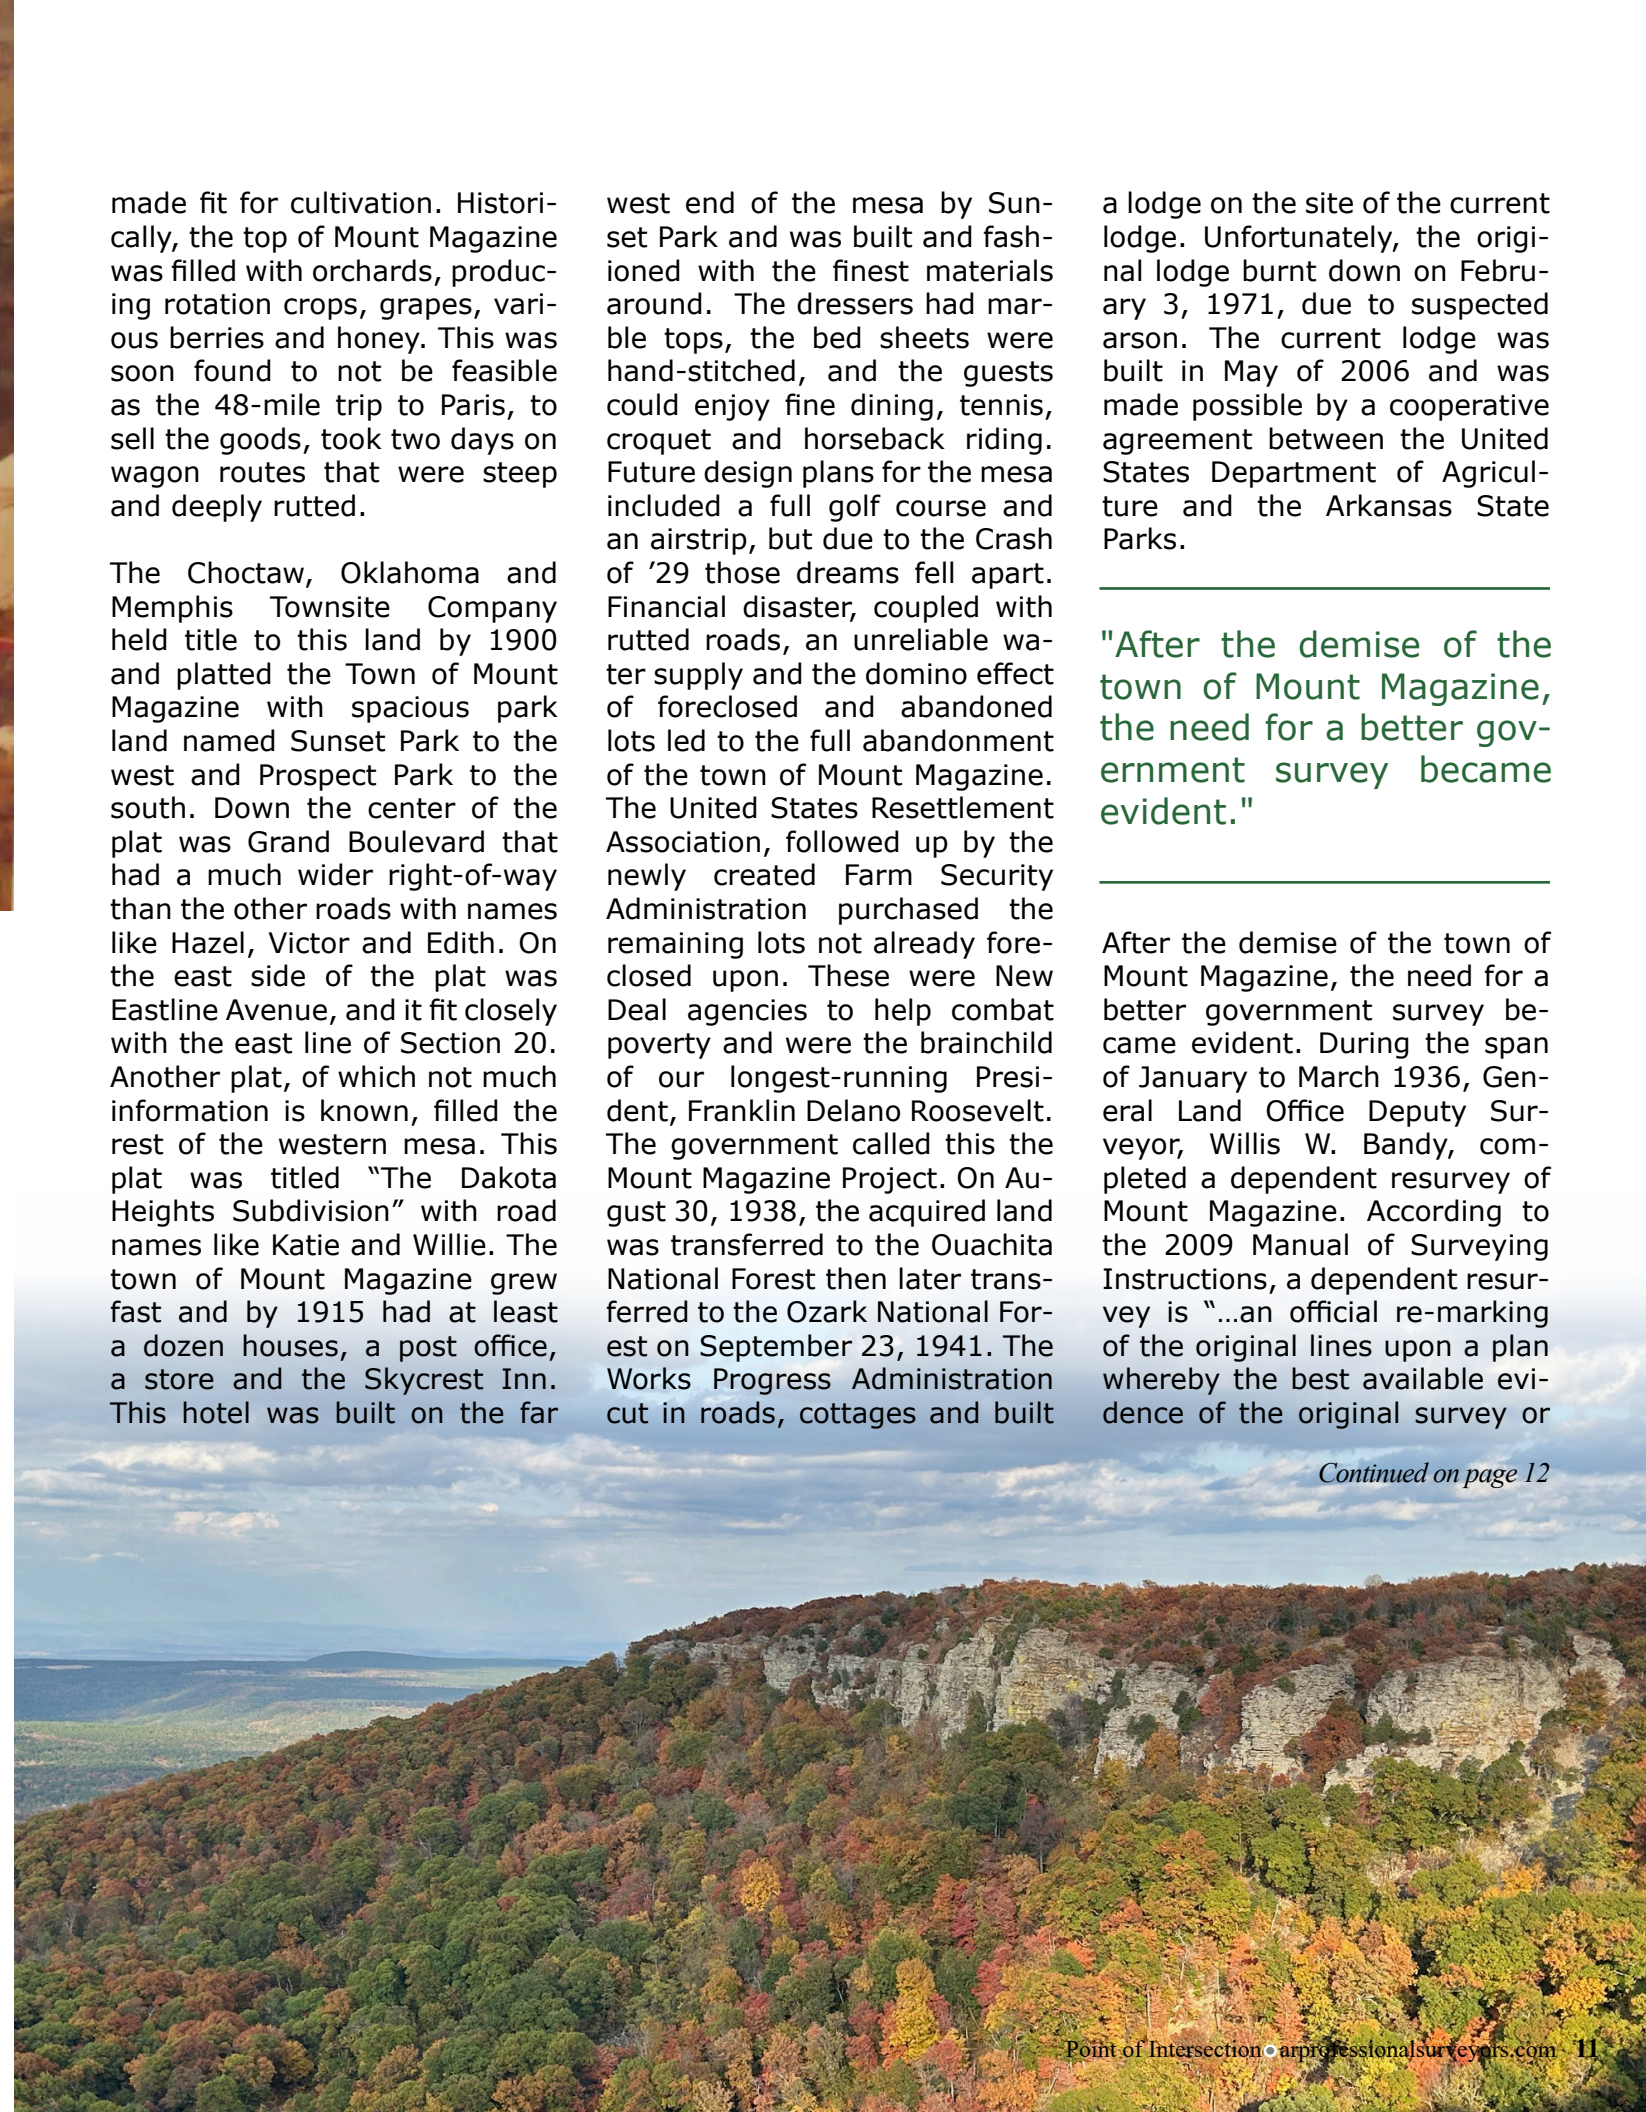 made fit for cultivation. Histori-
cally, the top of Mount Magazine
was filled with orchards, produc-
ing rotation crops, grapes, vari-
ous berries and honey. This was
soon found to not be feasible
as the 48-mile trip to Paris, to
sell the goods, took two days on
wagon routes that were steep
and deeply rutted.
The Choctaw, Oklahoma and
Memphis Townsite Company
held title to this land by 1900
and platted the Town of Mount
Magazine with spacious park
land named Sunset Park to the
west and Prospect Park to the
south. Down the center of the
plat was Grand Boulevard that
had a much wider right-of-way
than the other roads with names
like Hazel, Victor and Edith. On
the east side of the plat was
Eastline Avenue, and it fit closely
with the east line of Section 20.
Another plat, of which not much
information is known, filled the
rest of the western mesa. This
plat was titled “The Dakota
Heights Subdivision” with road
names like Katie and Willie. The
town of Mount Magazine grew
fast and by 1915 had at least
a dozen houses, a post office,
a store and the Skycrest Inn.
This hotel was built on the far
west end of the mesa by Sun-
set Park and was built and fash-
ioned with the finest materials
around. The dressers had mar-
ble tops, the bed sheets were
hand-stitched, and the guests
could enjoy fine dining, tennis,
croquet and horseback riding.
Future design plans for the mesa
included a full golf course and
an airstrip, but due to the Crash
of ’29 those dreams fell apart.
Financial disaster, coupled with
rutted roads, an unreliable wa-
ter supply and the domino effect
of foreclosed and abandoned
lots led to the full abandonment
of the town of Mount Magazine.
The United States Resettlement
Association, followed up by the
newly created Farm Security
Administration purchased the
remaining lots not already fore-
closed upon. These were New
Deal agencies to help combat
poverty and were the brainchild
of our longest-running Presi-
dent, Franklin Delano Roosevelt.
The government called this the
Mount Magazine Project. On Au-
gust 30, 1938, the acquired land
was transferred to the Ouachita
National Forest then later trans-
ferred to the Ozark National For-
est on September 23, 1941. The
Works Progress Administration
cut in roads, cottages and built
a lodge on the site of the current
lodge. Unfortunately, the origi-
nal lodge burnt down on Febru-
ary 3, 1971, due to suspected
arson. The current lodge was
built in May of 2006 and was
made possible by a cooperative
agreement between the United
States Department of Agricul-
ture and the Arkansas State
Parks.
"After the demise of the
town of Mount Magazine,
the need for a better gov-
ernment survey became
evident."
After the demise of the town of
Mount Magazine, the need for a
better government survey be-
came evident. During the span
of January to March 1936, Gen-
eral Land Office Deputy Sur-
veyor, Willis W. Bandy, com-
pleted a dependent resurvey of
Mount Magazine. According to
the 2009 Manual of Surveying
Instructions, a dependent resur-
vey is “…an official re-marking
of the original lines upon a plan
whereby the best available evi-
dence of the original survey or
Continued on page 12
Point of Intersection • arprofessionalsurveyors.com 11